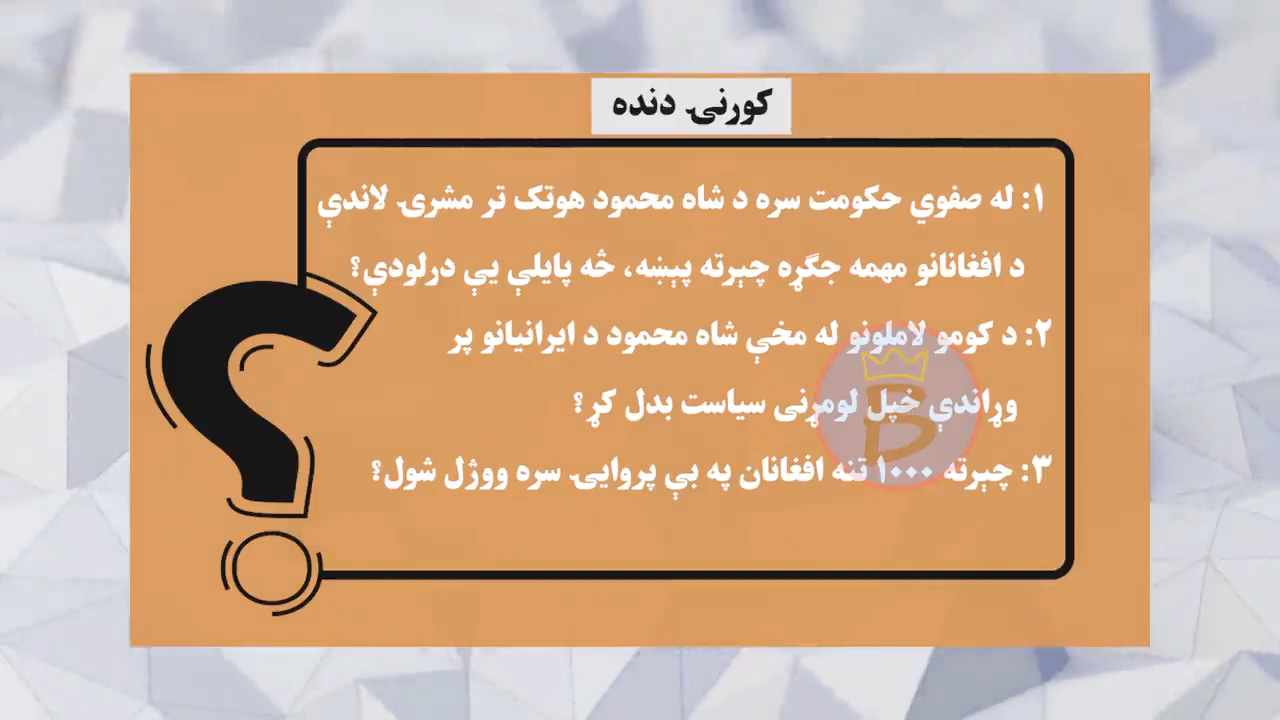 کورنۍ دنده
۱: له صفوي حکومت سره د شاه محمود هوتک تر مشرۍ لاندې
د افغانانو مهمه جګړه چېرته پېښه، څه پایلې یې درلودې؟
۲: د کومو لاملونو له مخې شاه محمود د ایرانیانو پر
وړاندې خپل لومړنی سیاست بدل کړ؟
۳: چېرته ۱۰۰۰ تنه افغانان په بې پروایۍ سره ووژل شول؟
B